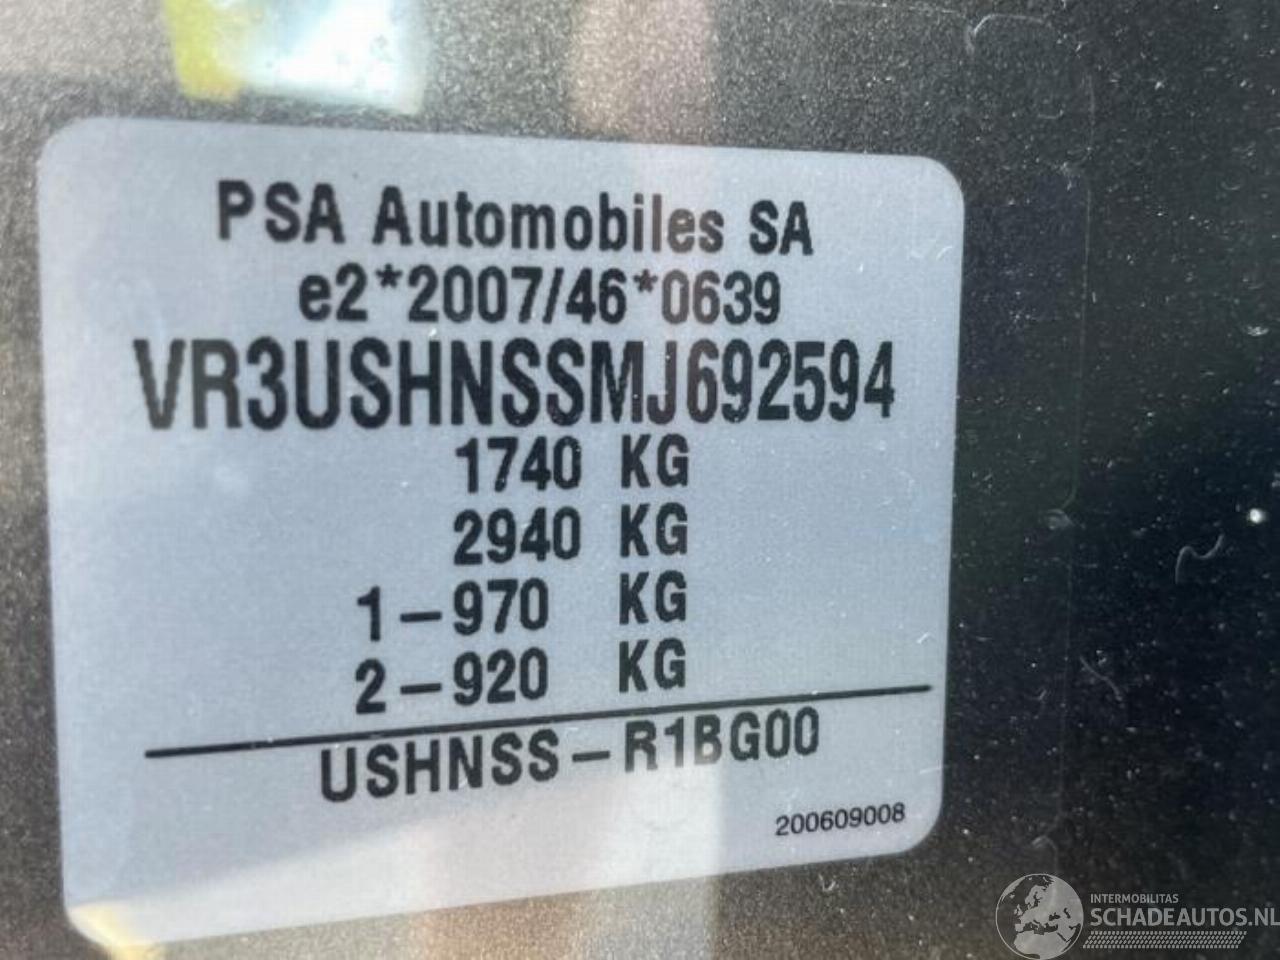 PSA Automobiles SA
e2*2007/46*0639
VR3USHNSSMJ692594
1740 KG
2940 KG
1-970 KG
2-920 KG
USHNSS-R1BG00
200609008
INTERMOBILITAS
SCHADEAUTOS.NL